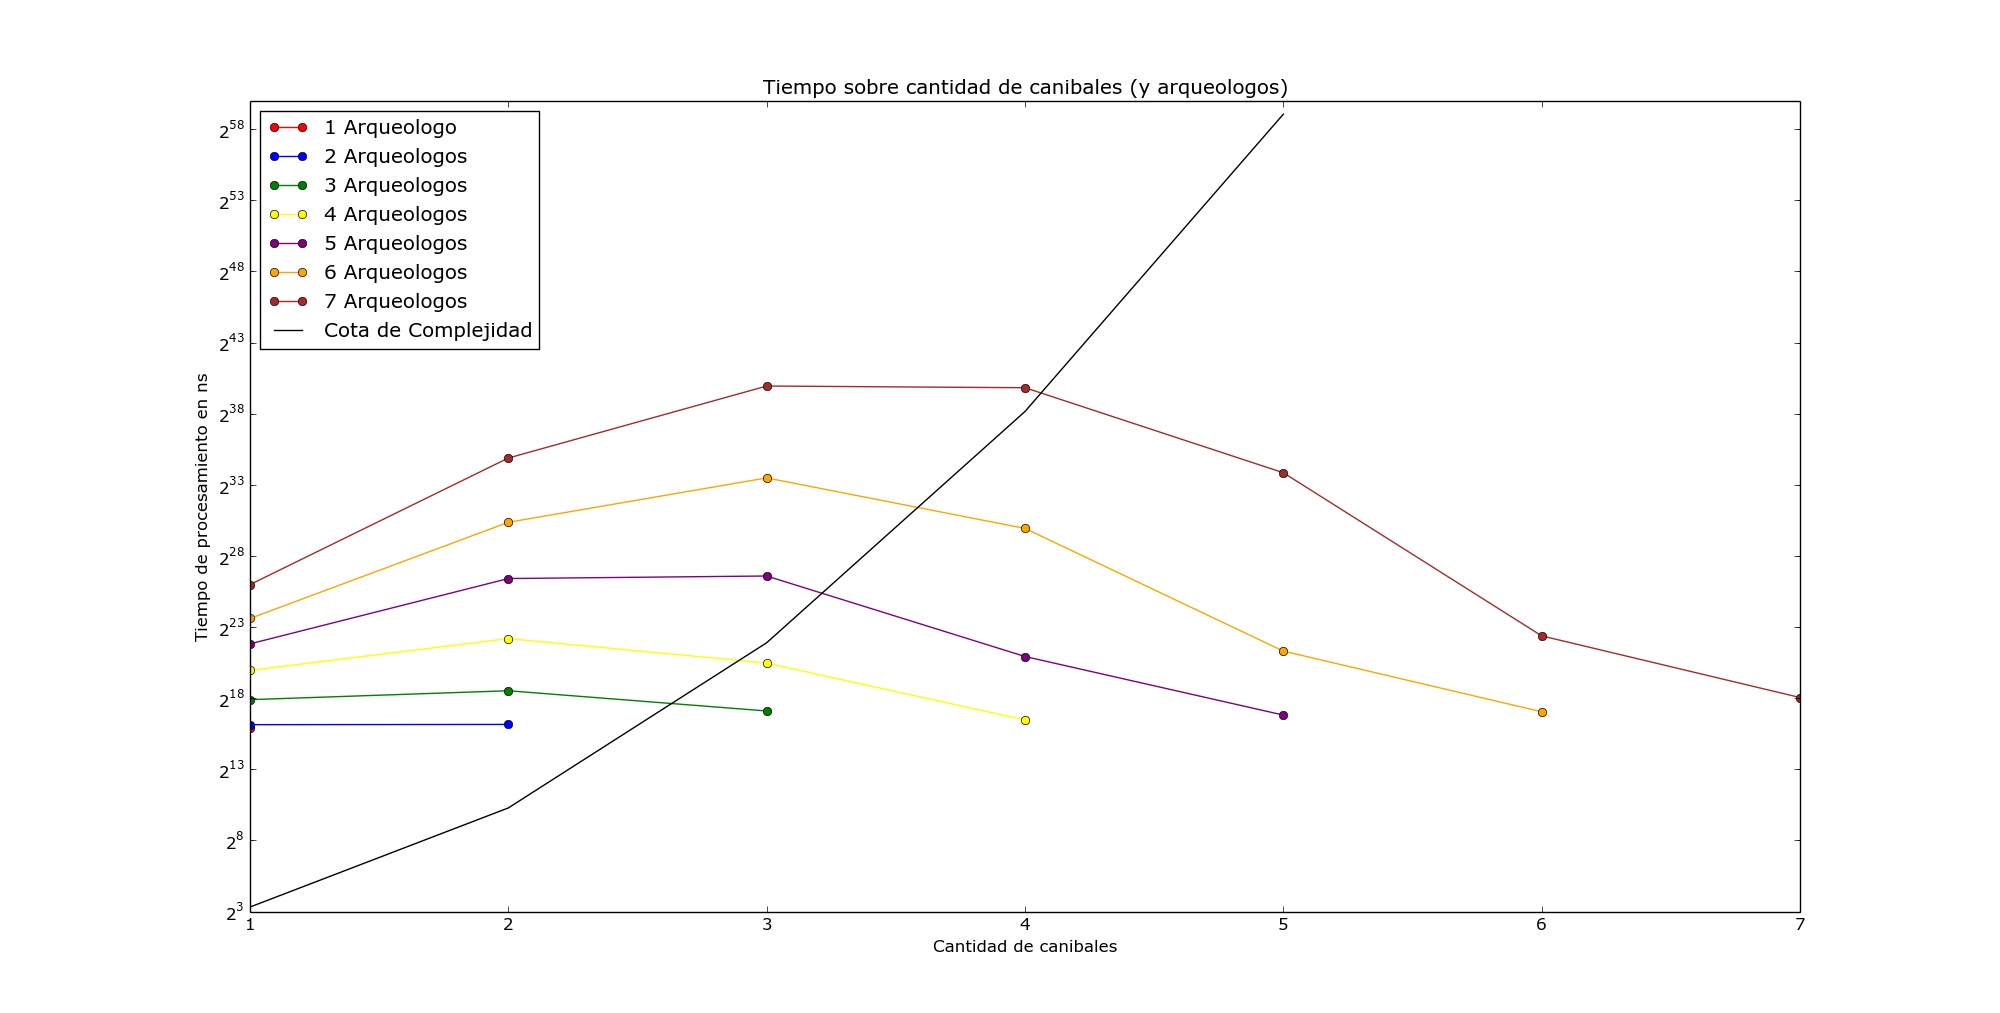 Tiempo sobre cantidad de canibales (y arqueologos)
1 Arqueologo
2 Arqueologos
3 Arqueologos
4 Arqueologos
5 Arqueologos
6 Arqueologos
7 Arqueologos
Cota de Complejidad
2^58
2^53
2^48
2^43
2^38
2^33
2^28
2^23
2^18
2^13
2^8
2^3
Tiempo de procesamiento en ns
1 2 3 4 5 6 7
Cantidad de canibales